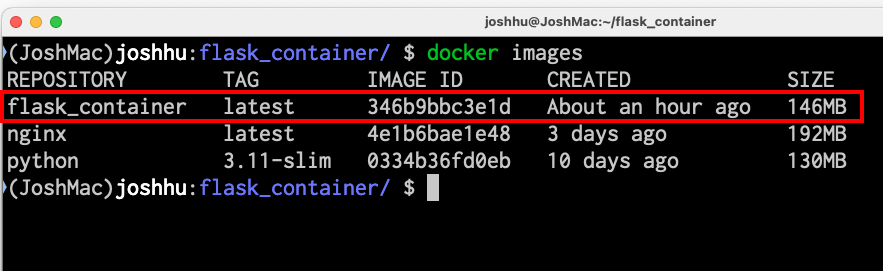 joshhu@JoshMac:~/flask_container
(JoshMac)joshhu:flask_container/ $ docker images
REPOSITORY TAG IMAGE ID CREATED SIZE
flask_container latest 346b9bbc3e1d About an hour ago 146MB
nginx latest 4e1b6bae1e48 3 days ago 192MB
python 3.11-slim 0334b36fd0eb 10 days ago 130MB
(JoshMac)joshhu:flask_container/ $